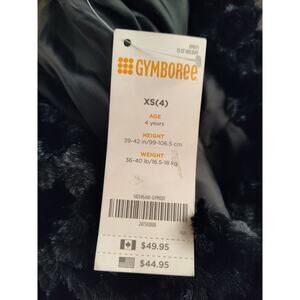 GYMBOREE
XS(4)
AGE
4 years
HEIGHT
39-42 in/99-106.5 cm
WEIGHT
36-40 lb/16.5-18 kg
$49.95
$44.95